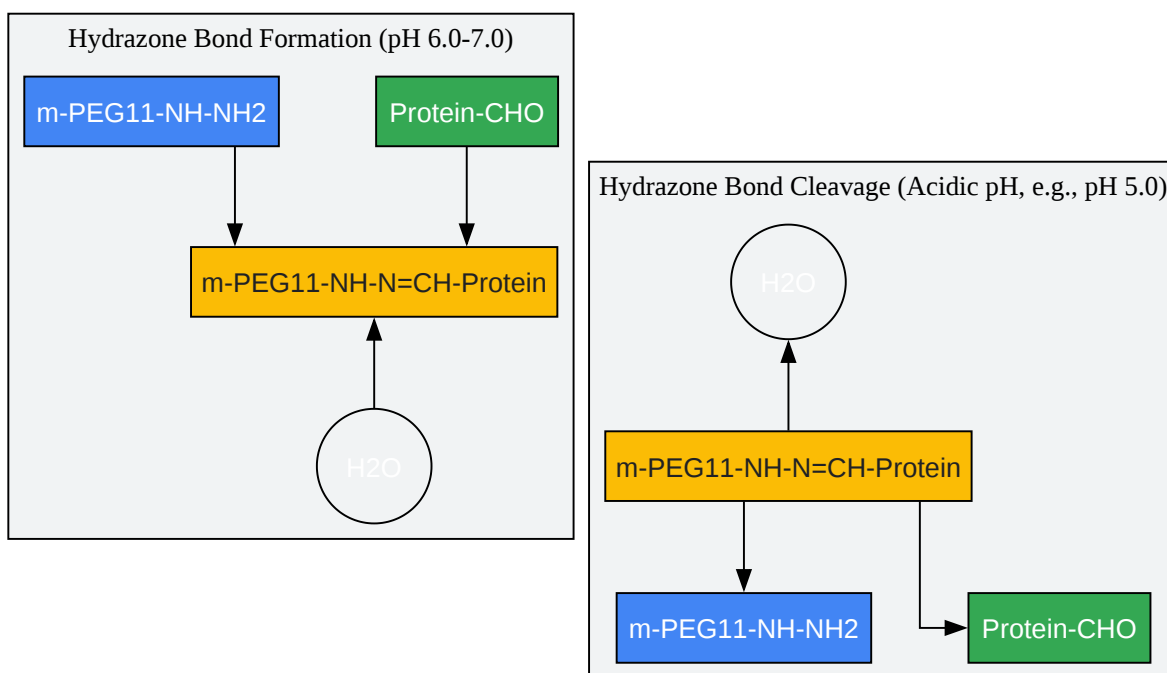 Hydrazone Bond Formation (pH 6.0-7.0)
m-PEG11-NH-NH2
Protein-CHO
m-PEG11-NH-N=CH-Protein
H2O
Hydrazone Bond Cleavage (Acidic pH, e.g., pH 5.0)
H2O
m-PEG11-NH-N=CH-Protein
m-PEG11-NH-NH2
Protein-CHO